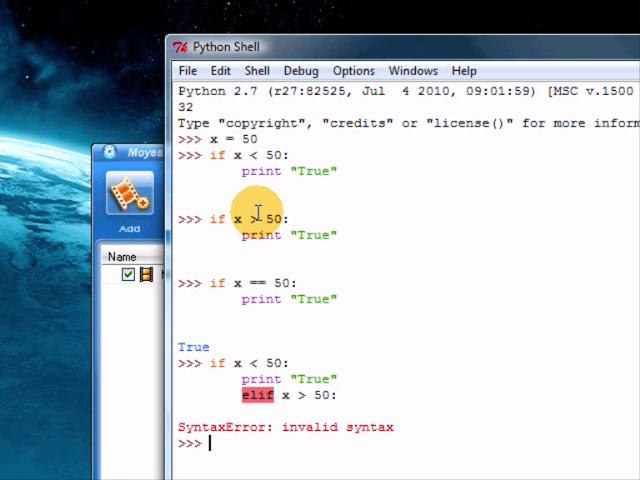 Python Shell
File Edit Shell Debug Options Windows Help
Python 2.7 (r27:82525, Jul 4 2010, 09:01:59) [MSC v.1500
32
Type "copyright", "credits" or "license()" for more
>>> x = 50
>>> if x < 50:
print "True"
>>> if x > 50:
print "True"
>>> if x == 50:
print "True"
True
>>> if x < 50:
print "True"
elif x > 50:
SyntaxError: invalid syntax
>>>
Add
Name